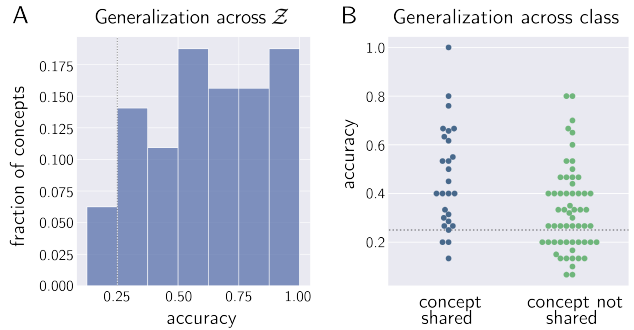 A
Generalization across 𝒵
0.175
0.150
0.125
0.100
0.075
0.050
0.025
0.000
fraction of concepts
0.25
0.50
0.75
1.00
accuracy
B
Generalization across class
1.0
0.8
0.6
0.4
0.2
accuracy
concept
shared
concept not
shared